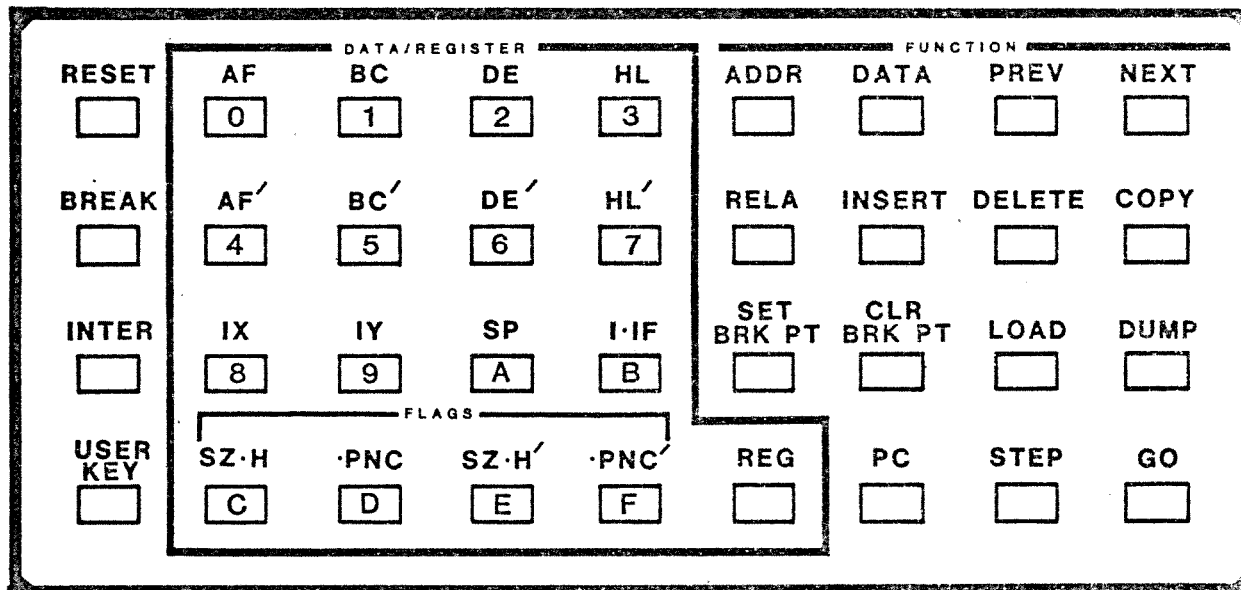 DATA/REGISTER FUNCTION
RESET AF BC DE HL ADDR DATA PREV NEXT
0 1 2 3
BREAK AF′ BC′ DE′ HL′ RELA INSERT DELETE COPY
4 5 6 7
INTER IX IY SP I·IF SET BRK PT CLR BRK PT LOAD DUMP
8 9 A B
FLAGS
USER KEY SZ·H ·PNC SZ·H′ ·PNC′ REG PC STEP GO
C D E F